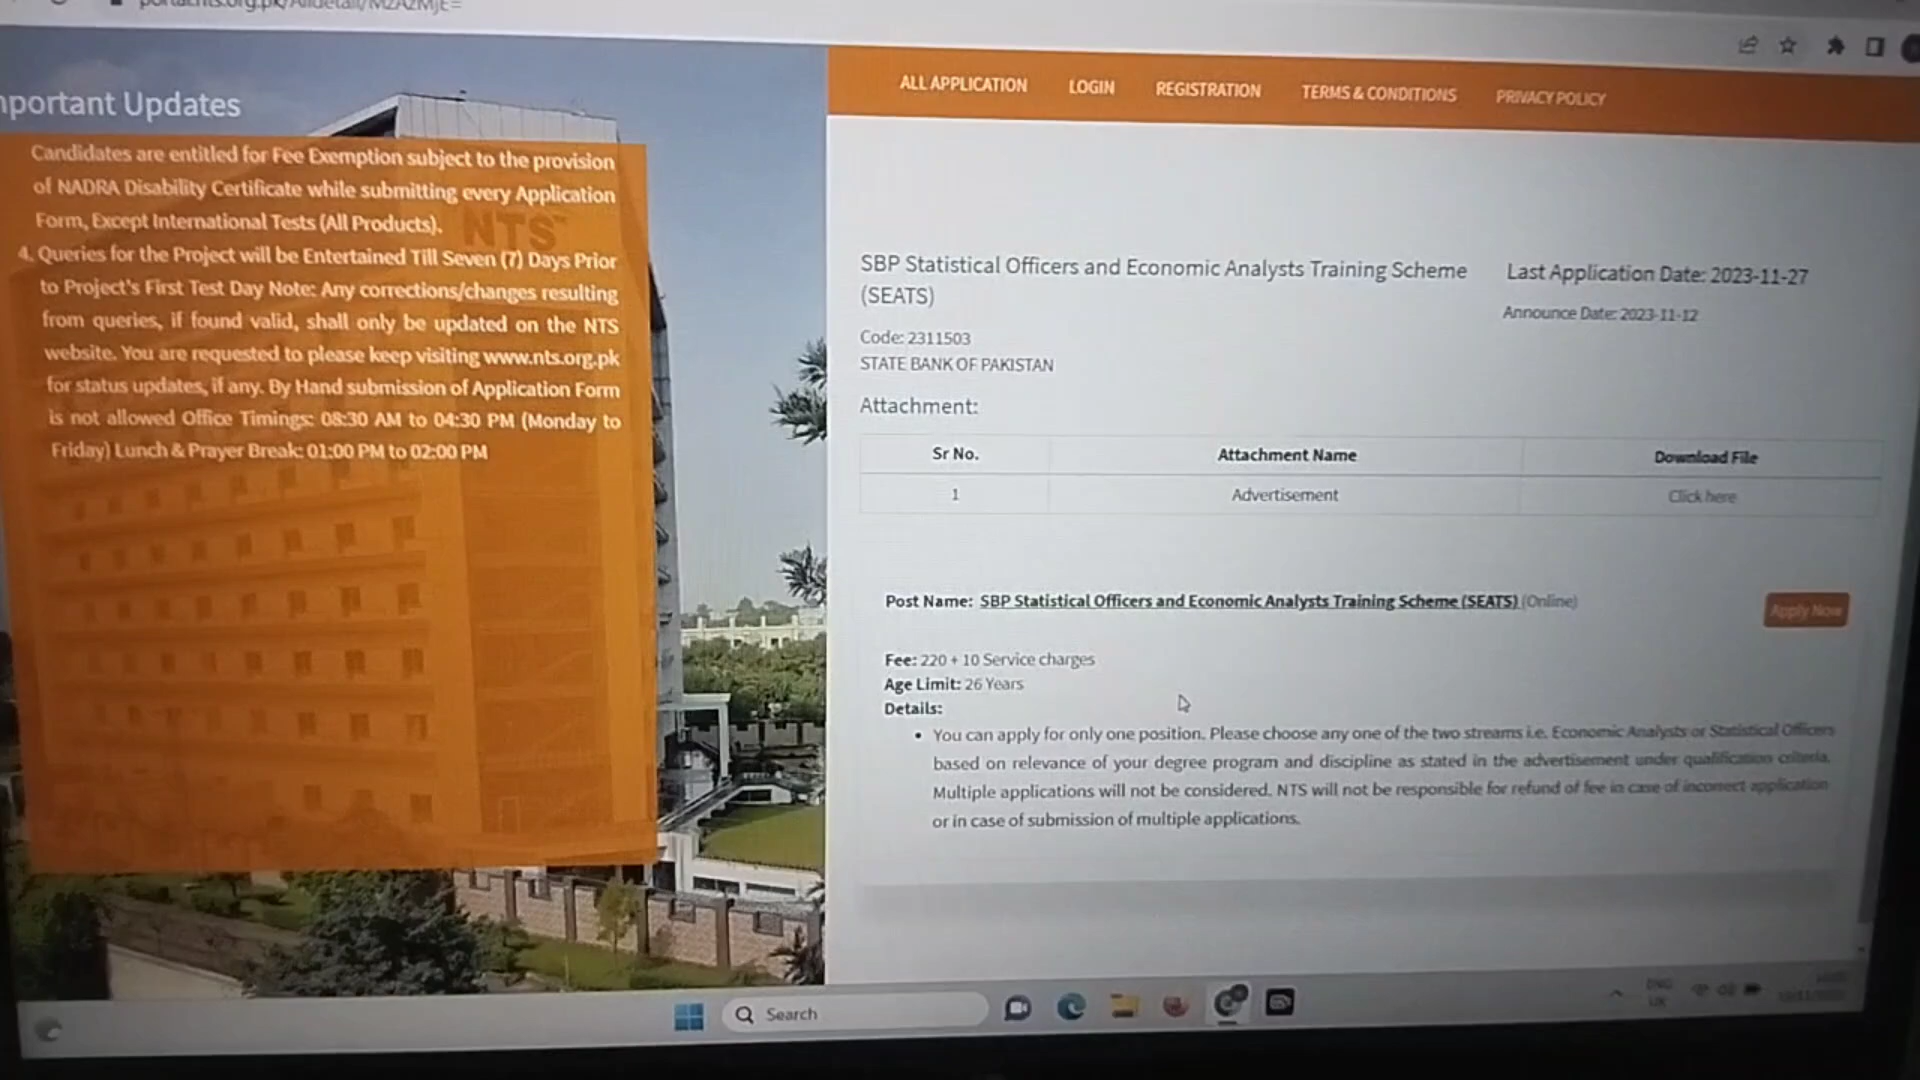 mportant Updates
Candidates are entitled for Fee Exemption subject to the provision
of NADRA Disability Certificate while submitting every Application
Form, Except International Tests (All Products).
NTS
4. Queries for the Project will be Entertained Till Seven (7) Days Prior
to Project's First Test Day Note: Any corrections/changes resulting
from queries, if found valid, shall only be updated on the NTS
website. You are requested to please keep visiting www.nts.org.pk
for status updates, if any. By Hand submission of Application Form
is not allowed Office Timings: 08:30 AM to 04:30 PM (Monday to
Friday) Lunch & Prayer Break: 01:00 PM to 02:00 PM
ALL APPLICATION LOGIN REGISTRATION TERMS & CONDITIONS PRIVACY POLICY
SBP Statistical Officers and Economic Analysts Training Scheme
(SEATS)
Last Application Date: 2023-11-27
Announce Date: 2023-11-12
Code: 2311503
STATE BANK OF PAKISTAN
Attachment:
Sr No. Attachment Name Download File
1 Advertisement Click here
Post Name: SBP Statistical Officers and Economic Analysts Training Scheme (SEATS) (Online)
Apply Now
Fee: 220 + 10 Service charges
Age Limit: 26 Years
Details:
• You can apply for only one position. Please choose any one of the two streams i.e. Economic Analysts or Statistical Officers
based on relevance of your degree program and discipline as stated in the advertisement under qualification criteria.
Multiple applications will not be considered. NTS will not be responsible for refund of fee in case of incorrect application
or in case of submission of multiple applications.
Search
ENG
UK